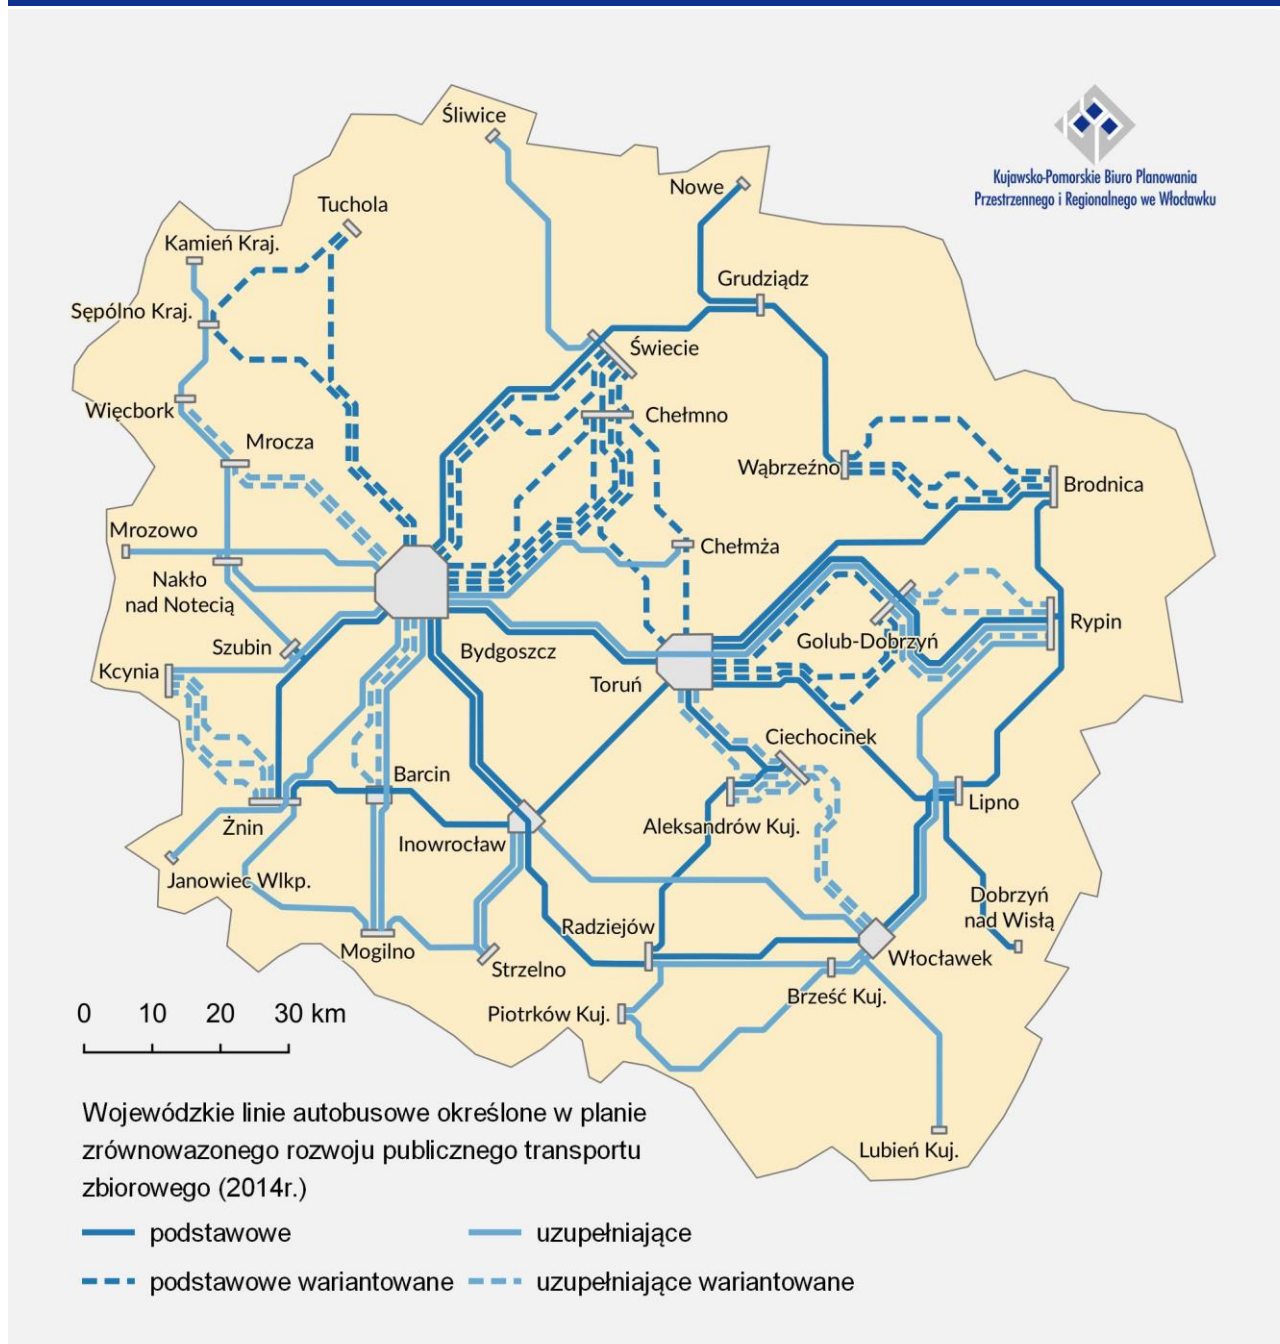 Śliwice
Kujawsko-Pomorskie Biuro Planowania
Przestrzennego i Regionalnego we Włocławku
Nowe
Tuchola
Kamień Kraj.
Grudziądz
Sępólno Kraj.
Świecie
Więcbork
Chełmno
Mrocza
Wąbrzeźno
Brodnica
Mrozowo
Chełmża
Nakło
nad Notecią
Rypin
Golub-Dobrzyń
Szubin
Bydgoszcz
Kcynia
Toruń
Ciechocinek
Barcin
Lipno
Żnin
Aleksandrów Kuj.
Inowrocław
Janowiec Wlkp.
Dobrzyń
nad Wisłą
Radziejów
Mogilno
Włocławek
Strzelno
Brześć Kuj.
Piotrków Kuj.
0 10 20 30 km
Wojewódzkie linie autobusowe określone w planie
zrównowazonego rozwoju publicznego transportu
zbiorowego (2014r.)
Lubień Kuj.
podstawowe uzupełniające
podstawowe wariantowane uzupełniające wariantowane